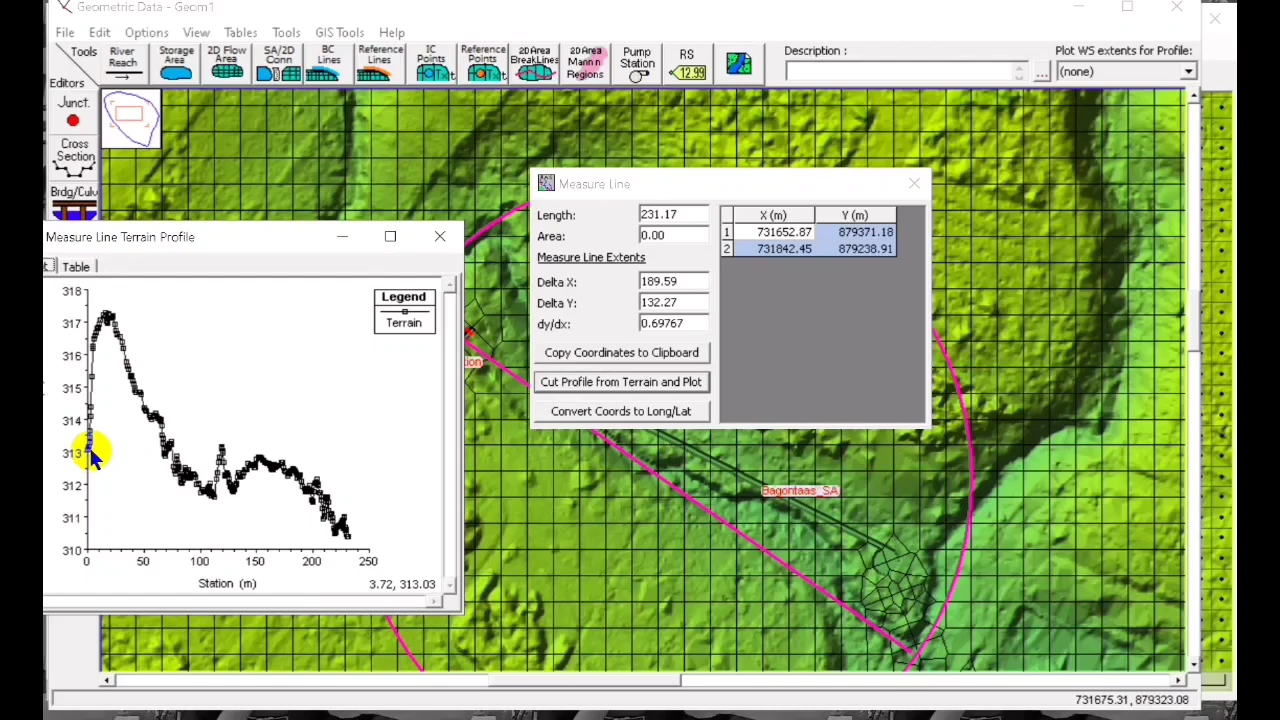 Geometric Data - Geom1
File Edit Options View Tables Tools GIS Tools Help
Tools
River Reach
Storage Area
2D Flow Area
SA/2D Conn
BC Lines
Reference Lines
IC Points
Reference Points
2D Area BreakLines
2D Area Mann n Regions
Pump Station
RS
12.99
Description :
...
Plot WS extents for Profile:
(none)
Editors
Junct.
Cross Section
Brdg/Culv
Measure Line
Length: 231.17
Area: 0.00
Measure Line Extents
Delta X: 189.59
Delta Y: 132.27
dy/dx: 0.69767
Copy Coordinates to Clipboard
Cut Profile from Terrain and Plot
Convert Coords to Long/Lat
X (m) Y (m)
1 731652.87 879371.18
2 731842.45 879238.91
Measure Line Terrain Profile
Table
318
317
316
315
314
313
312
311
310
0 50 100 150 200 250
Station (m)
3.72, 313.03
Legend
Terrain
tion
Bagontaas_SA
731675.31, 879323.08